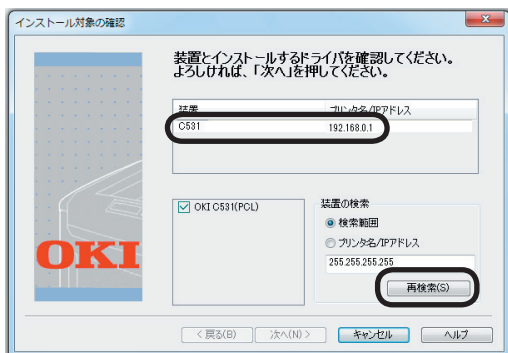 インストール対象の確認
装置とインストールするドライバを確認してください。
よろしければ、「次へ」を押してください。
装置 プリンタ名/IPアドレス
C531 192.168.0.1
OKI C531(PCL)
装置の検索
検索範囲
プリンタ名/IPアドレス
255.255.255.255
再検索(S)
OKI
< 戻る(B) 次へ(N) > キャンセル ヘルプ